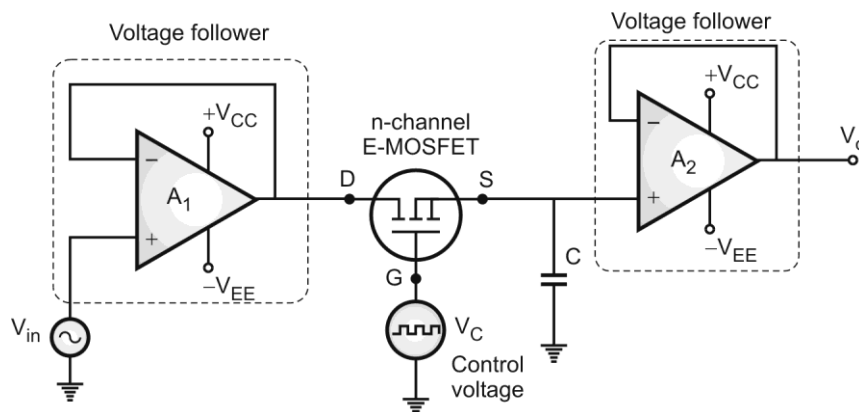 Voltage follower
Voltage follower
+VCC
n-channel
E-MOSFET
+VCC
−
A1
+
D
S
−
A2
+
Vin
−VEE
G
C
−VEE
VC
Control
voltage